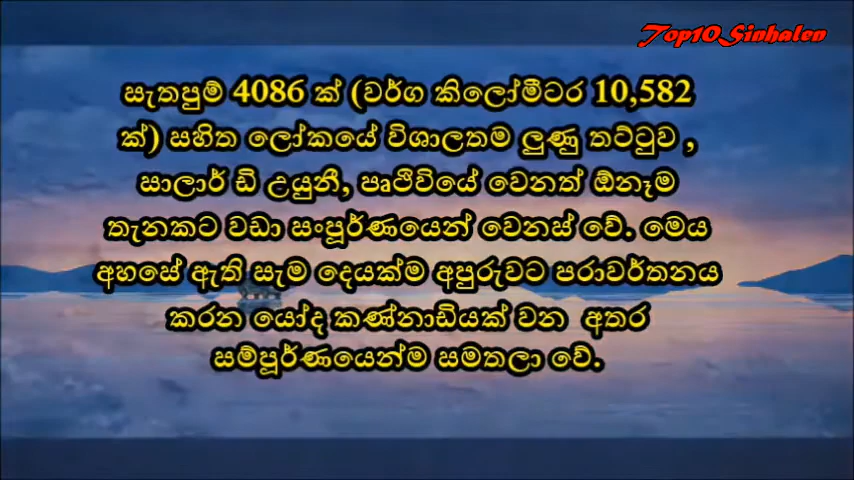 Top10Sinhalen
සැතපුම් 4086 ක් (වර්ග කිලෝමීටර 10,582
ක්) සහිත ලෝකයේ විශාලතම ලුණු තට්ටුව ,
සාලාර් ඩි උයුනී, පෘථිවියේ වෙනත් ඕනෑම
තැනකට වඩා සංපූර්ණයෙන් වෙනස් වේ. මෙය
අහසේ ඇති සැම දෙයක්ම අපුරුවට පරාවර්තනය
කරන යෝද කණ්නාඩියක් වන අතර
සම්පූර්ණයෙන්ම සමතලා වේ.